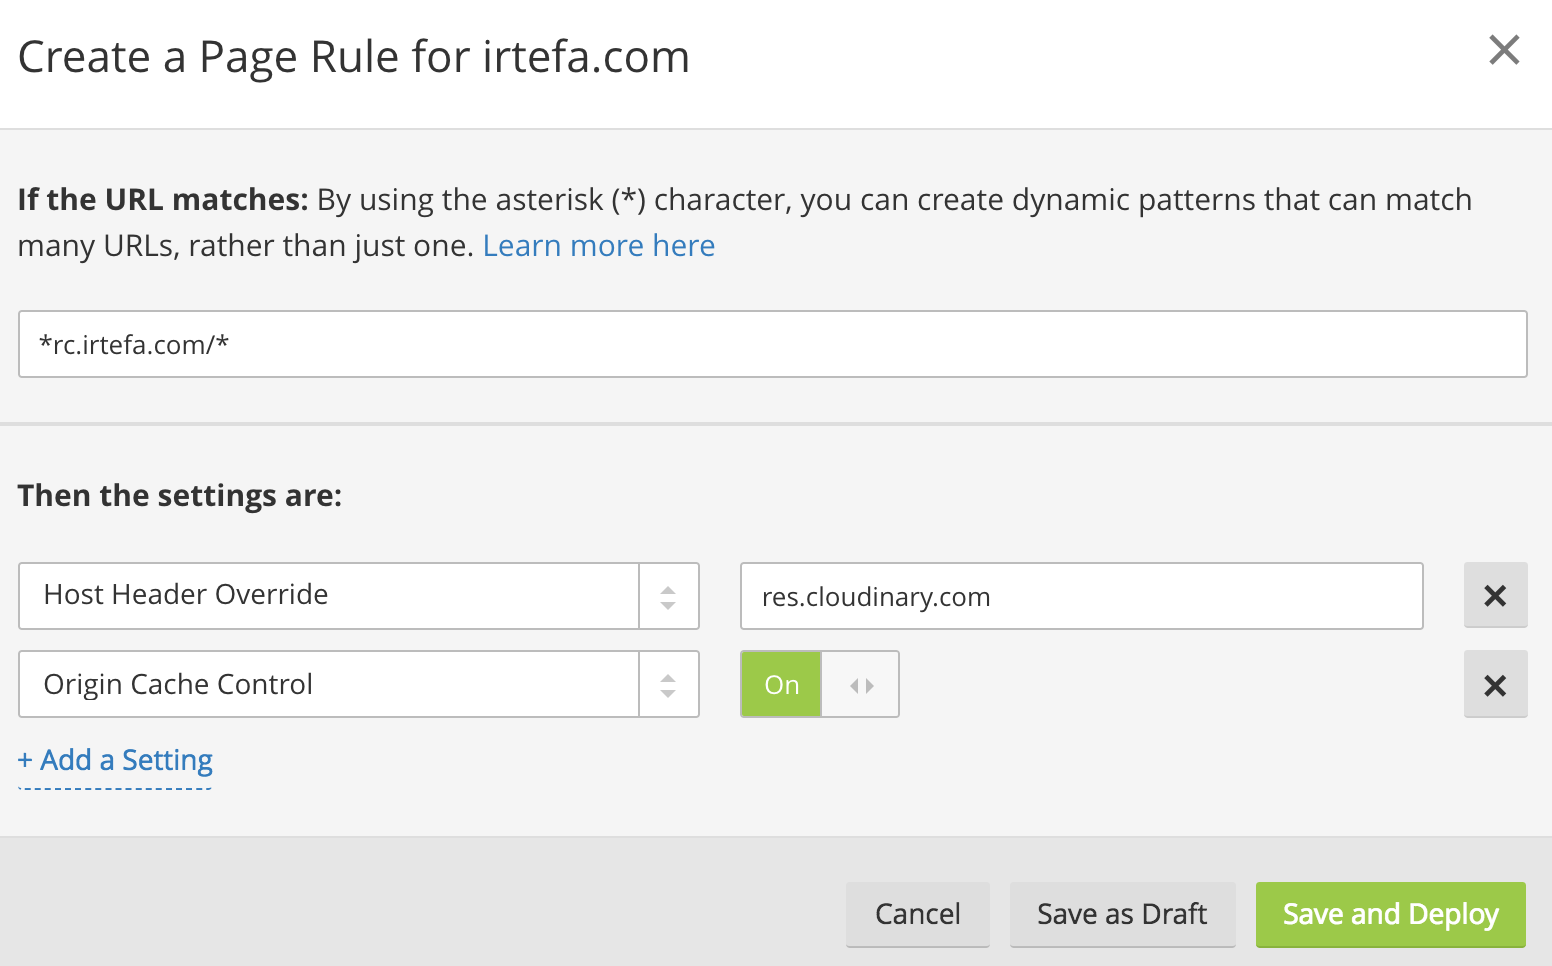 Create a Page Rule for irtefa.com
If the URL matches: By using the asterisk (*) character, you can create dynamic patterns that can match
many URLs, rather than just one. Learn more here
*rc.irtefa.com/*
Then the settings are:
Host Header Override
res.cloudinary.com
Origin Cache Control
On
+ Add a Setting
Cancel
Save as Draft
Save and Deploy